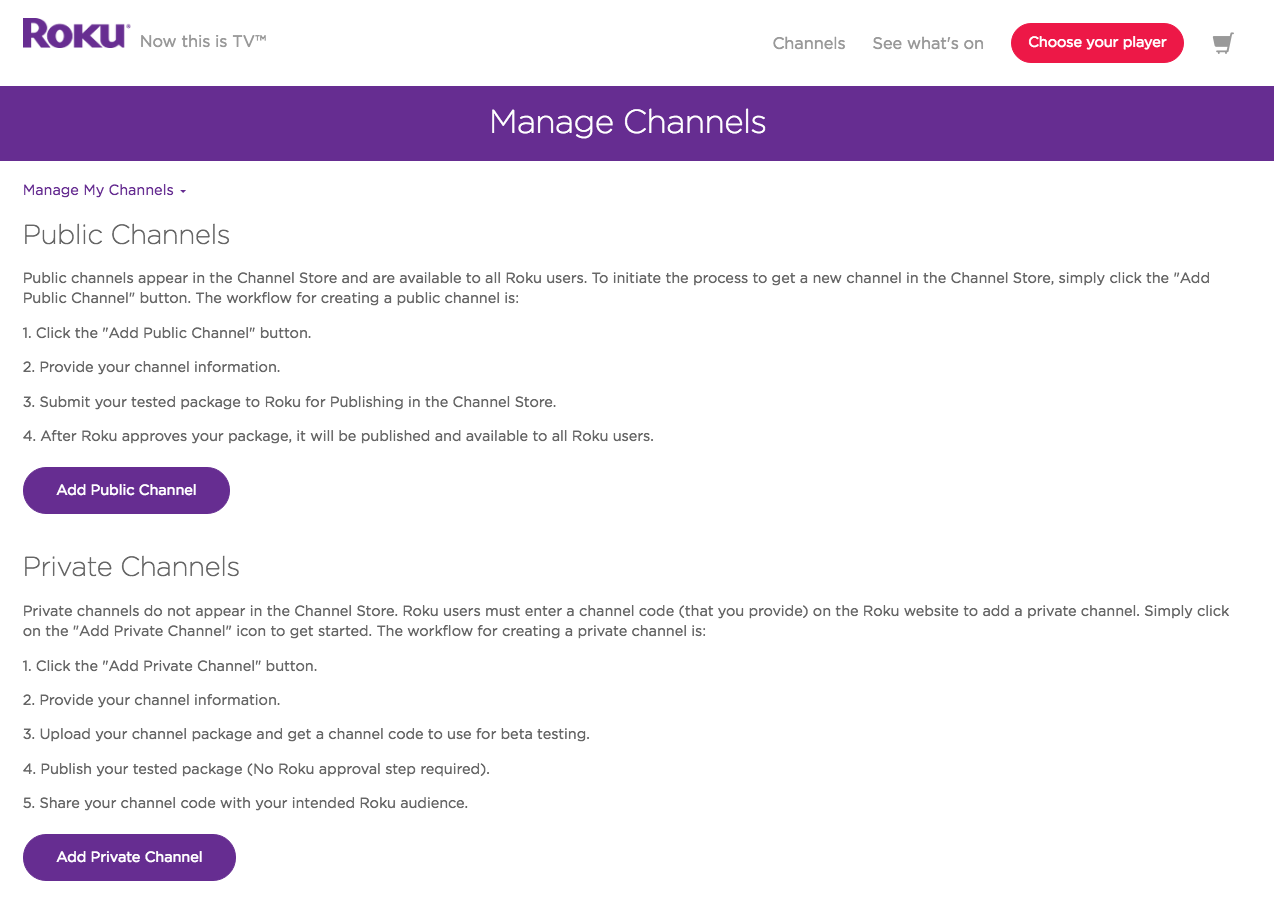 ROKU Now this is TV™
Channels See what's on Choose your player
Manage Channels
Manage My Channels
Public Channels
Public channels appear in the Channel Store and are available to all Roku users. To initiate the process to get a new channel in the Channel Store, simply click the "Add
Public Channel" button. The workflow for creating a public channel is:
1. Click the "Add Public Channel" button.
2. Provide your channel information.
3. Submit your tested package to Roku for Publishing in the Channel Store.
4. After Roku approves your package, it will be published and available to all Roku users.
Add Public Channel
Private Channels
Private channels do not appear in the Channel Store. Roku users must enter a channel code (that you provide) on the Roku website to add a private channel. Simply click
on the "Add Private Channel" icon to get started. The workflow for creating a private channel is:
1. Click the "Add Private Channel" button.
2. Provide your channel information.
3. Upload your channel package and get a channel code to use for beta testing.
4. Publish your tested package (No Roku approval step required).
5. Share your channel code with your intended Roku audience.
Add Private Channel